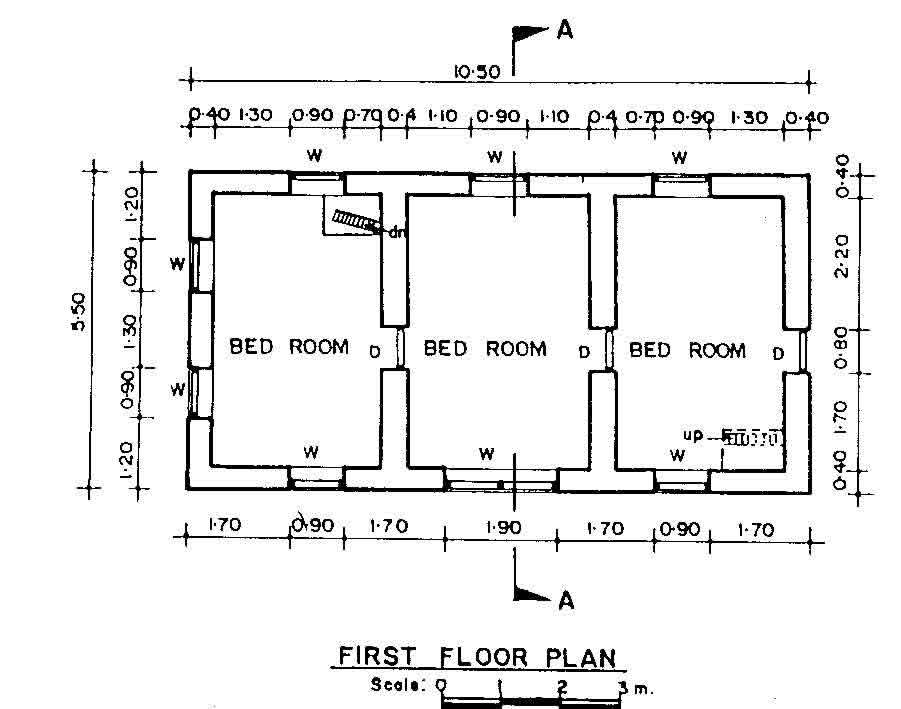 A
10·50
0·40 1·30 0·90 0·70 0·4 1·10 0·90 1·10 0·4 0·70 0·90 1·30 0·40
W W W
dn
5·50
1·20
0·90
1·30
0·90
1·20
W
W
BED ROOM D BED ROOM D BED ROOM D
0·40
2·20
0·80
1·70
0·40
up
W W W
1·70 0·90 1·70 1·90 1·70 0·90 1·70
A
FIRST FLOOR PLAN
Scale: 0 1 2 3 m.